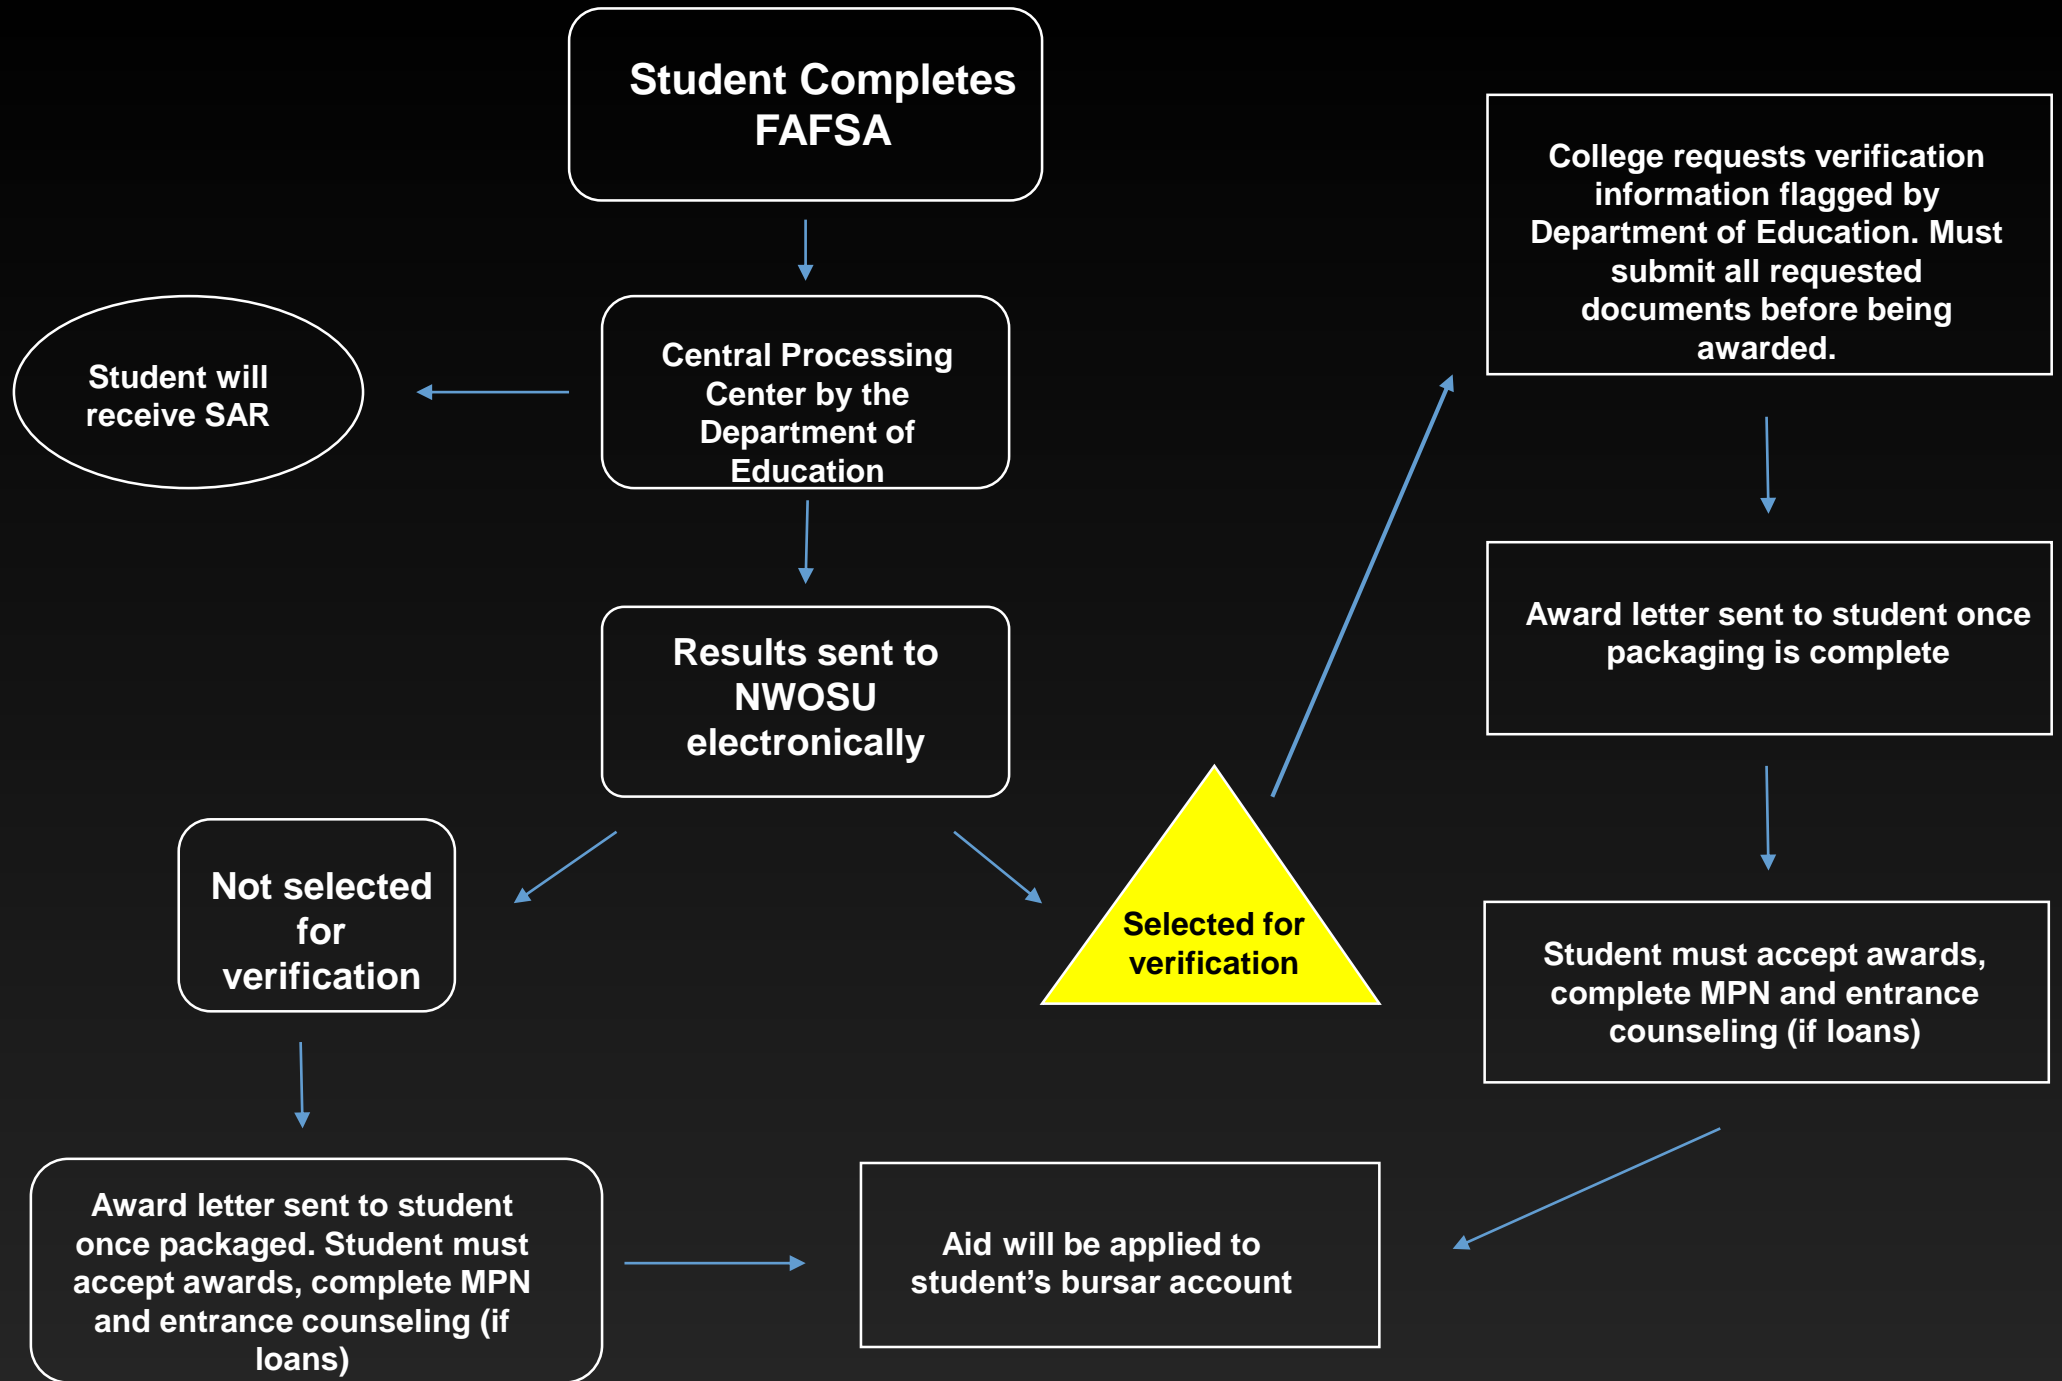 Student Completes
FAFSA
Central Processing
Center by the
Department of
Education
Student will
receive SAR
Results sent to
NWOSU
electronically
Not selected
for
verification
Selected for
verification
Award letter sent to student
once packaged. Student must
accept awards, complete MPN
and entrance counseling (if
loans)
College requests verification
information flagged by
Department of Education. Must
submit all requested
documents before being
awarded.
Award letter sent to student once
packaging is complete
Student must accept awards,
complete MPN and entrance
counseling (if loans)
Aid will be applied to
student’s bursar account